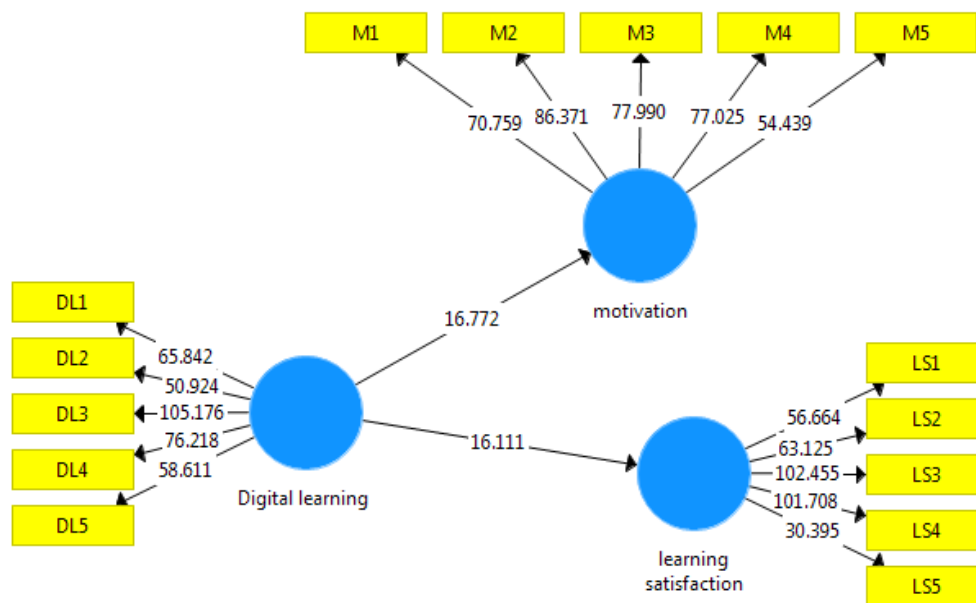 M1
M2
M3
M4
M5
70.759
86.371
77.990
77.025
54.439
motivation
16.772
DL1
DL2
DL3
DL4
DL5
65.842
50.924
105.176
76.218
58.611
Digital learning
16.111
LS1
LS2
LS3
LS4
LS5
56.664
63.125
102.455
101.708
30.395
learning
satisfaction